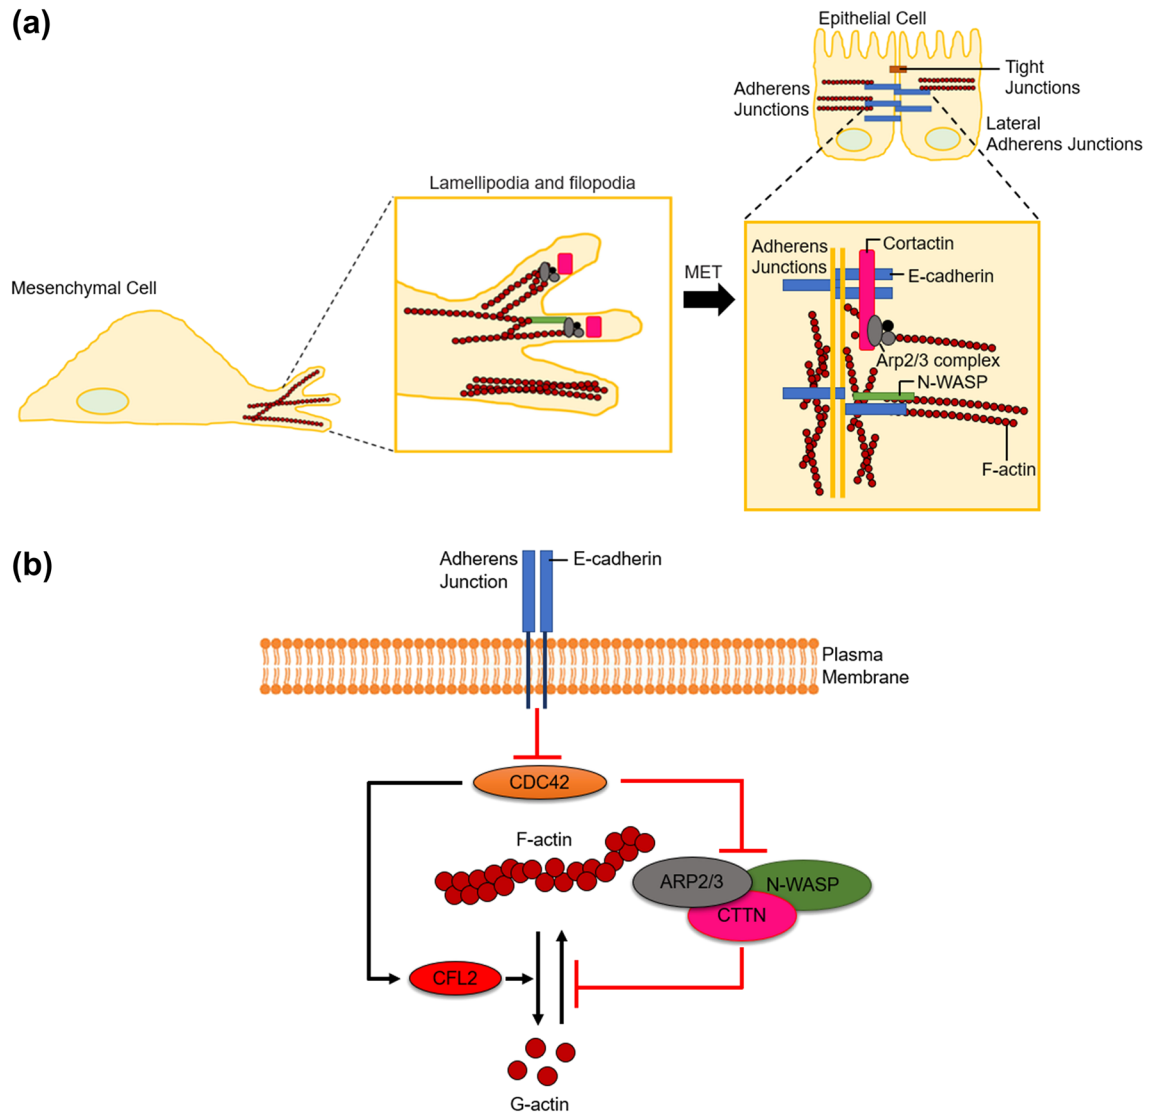 (a)
Epithelial Cell
Tight
Junctions
Adherens
Junctions
Lateral
Adherens Junctions
Lamellipodia and filopodia
Mesenchymal Cell
MET
Adherens
Junctions
Cortactin
E-cadherin
Arp2/3 complex
N-WASP
F-actin
(b)
Adherens
Junction
E-cadherin
Plasma
Membrane
CDC42
F-actin
ARP2/3
N-WASP
CTTN
CFL2
G-actin